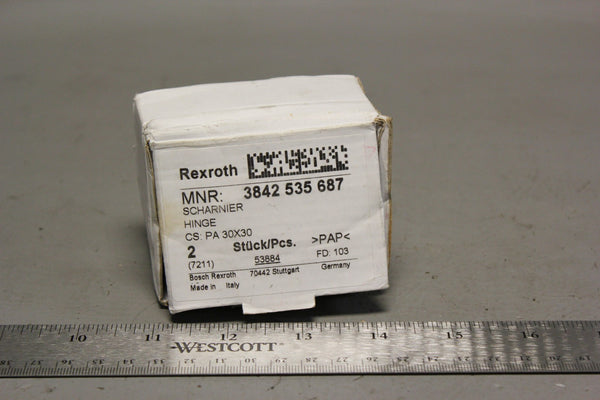 Rexroth
MNR: 3842 535 687
SCHARNIER
HINGE
CS: PA 30X30
2 Stück/Pcs. >PAP<
(7211) 53884 FD: 103
Bosch Rexroth 70442 Stuttgart Germany
Made in Italy
10 11 12 13 14 15 16
WESTCOTT